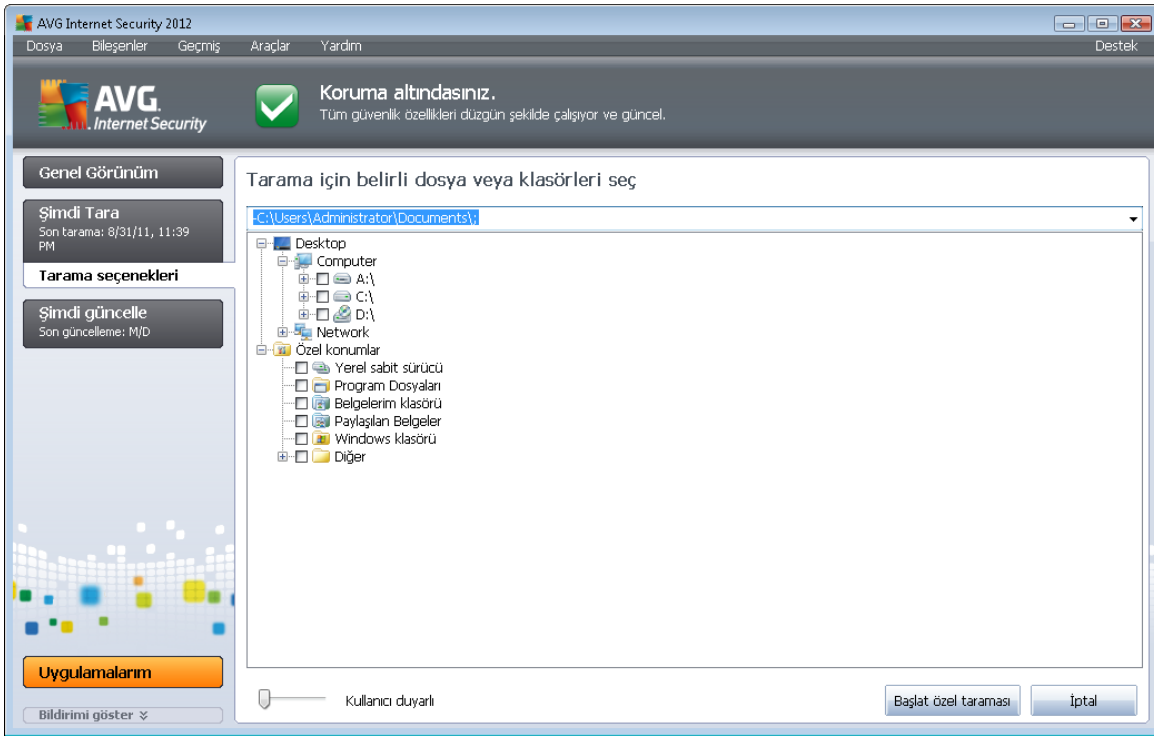 AVG Internet Security 2012
Dosya Bileşenler Geçmiş Araçlar Yardım Destek
AVG.
Internet Security
Koruma altındasınız.
Tüm güvenlik özellikleri düzgün şekilde çalışıyor ve güncel.
Genel Görünüm
Şimdi Tara
Son tarama: 8/31/11, 11:39
PM
Tarama seçenekleri
Şimdi güncelle
Son güncelleme: M/D
Uygulamalarım
Bildirimi göster
Tarama için belirli dosya veya klasörleri seç
-C:\Users\Administrator\Documents\;
Desktop
Computer
A:\
C:\
D:\
Network
Özel konumlar
Yerel sabit sürücü
Program Dosyaları
Belgelerim klasörü
Paylaşılan Belgeler
Windows klasörü
Diğer
Kullanıcı duyarlı
Başlat özel taraması
İptal